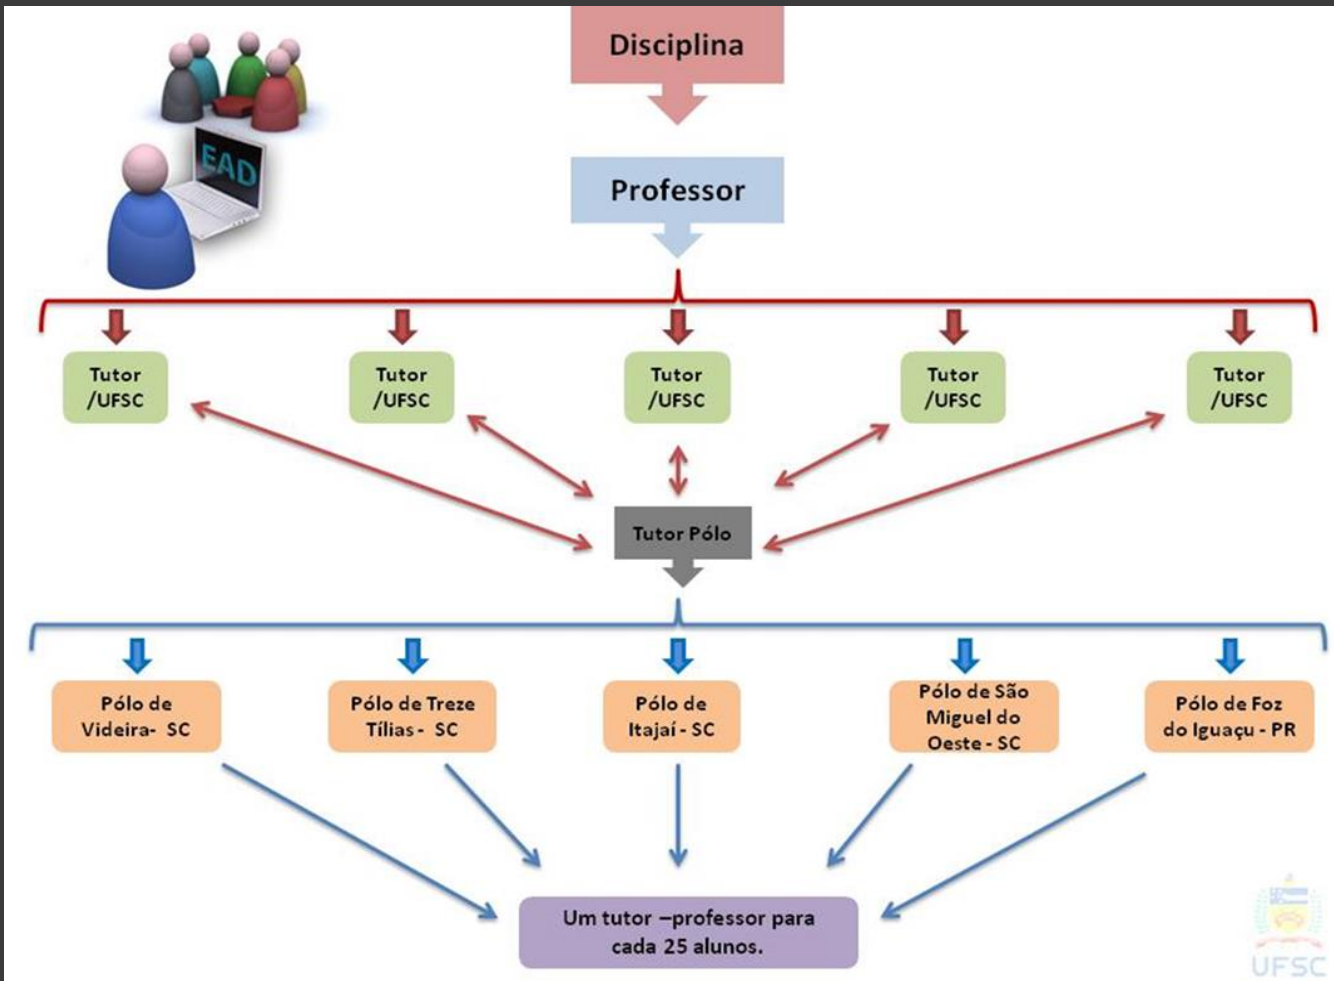 Disciplina
EAD
Professor
Tutor
/UFSC
Tutor
/UFSC
Tutor
/UFSC
Tutor
/UFSC
Tutor
/UFSC
Tutor Pólo
Pólo de
Videira- SC
Pólo de Treze
Tílias - SC
Pólo de
Itajaí - SC
Pólo de São
Miguel do
Oeste - SC
Pólo de Foz
do Iguaçu - PR
Um tutor –professor para
cada 25 alunos.
UFSC